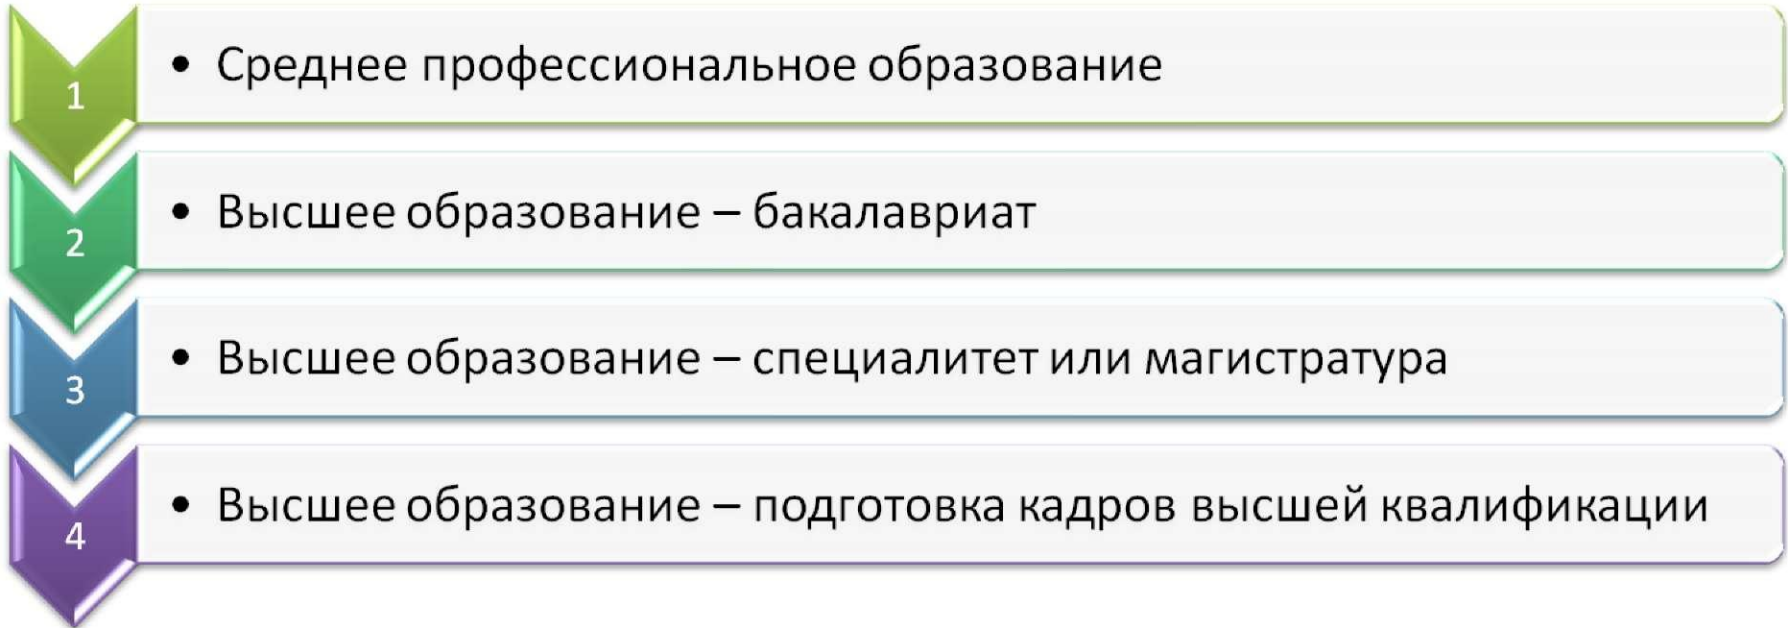 1
• Среднее профессиональное образование
2
• Высшее образование – бакалавриат
3
• Высшее образование – специалитет или магистратура
4
• Высшее образование – подготовка кадров высшей квалификации